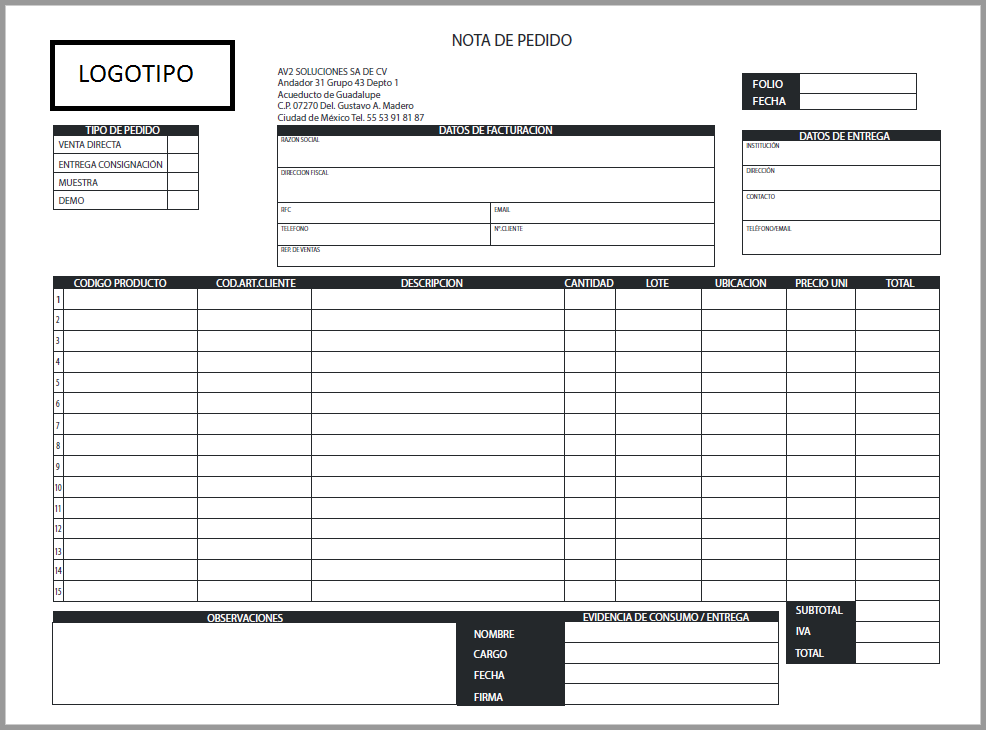 NOTA DE PEDIDO
LOGOTIPO
AV2 SOLUCIONES SA DE CV
Andador 31 Grupo 43 Depto 1
Acueducto de Guadalupe
C.P. 07270 Del. Gustavo A. Madero
Ciudad de México Tel. 55 53 91 81 87
FOLIO
FECHA
TIPO DE PEDIDO
VENTA DIRECTA
ENTREGA CONSIGNACIÓN
MUESTRA
DEMO
DATOS DE FACTURACION
RAZON SOCIAL
DIRECCION FISCAL
RFC EMAIL
TELEFONO Nº.CLIENTE
REP. DE VENTAS
DATOS DE ENTREGA
INSTITUCIÓN
DIRECCIÓN
CONTACTO
TELÉFONO/EMAIL
CODIGO PRODUCTO COD.ART.CLIENTE DESCRIPCION CANTIDAD LOTE UBICACION PRECIO UNI TOTAL
1
2
3
4
5
6
7
8
9
10
11
12
13
14
15
SUBTOTAL
IVA
TOTAL
OBSERVACIONES
EVIDENCIA DE CONSUMO / ENTREGA
NOMBRE
CARGO
FECHA
FIRMA